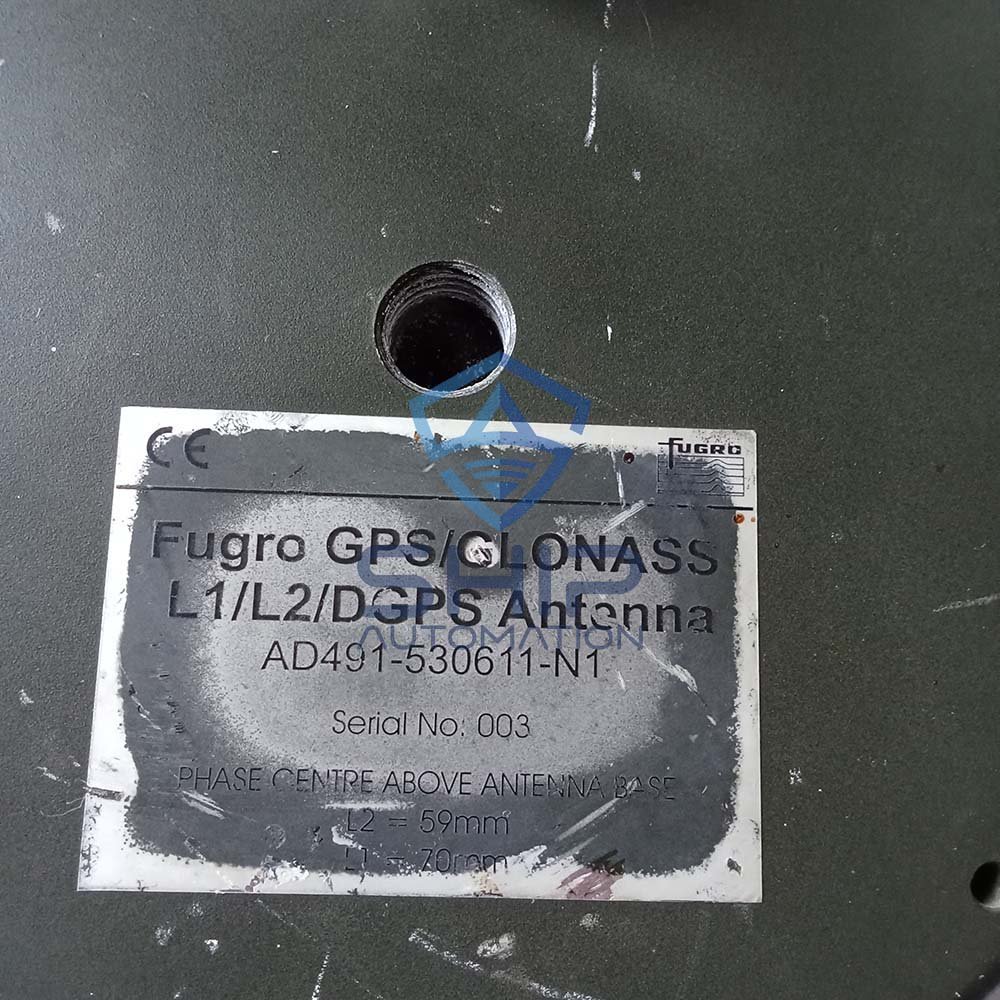 CE
FUGRO
Fugro GPS/GLONASS
L1/L2/DGPS Antenna
SHIP
AUTOMATION
AD491-530611-N1
Serial No: 003
PHASE CENTRE ABOVE ANTENNA BASE
L2 = 59mm
L1 = 70mm